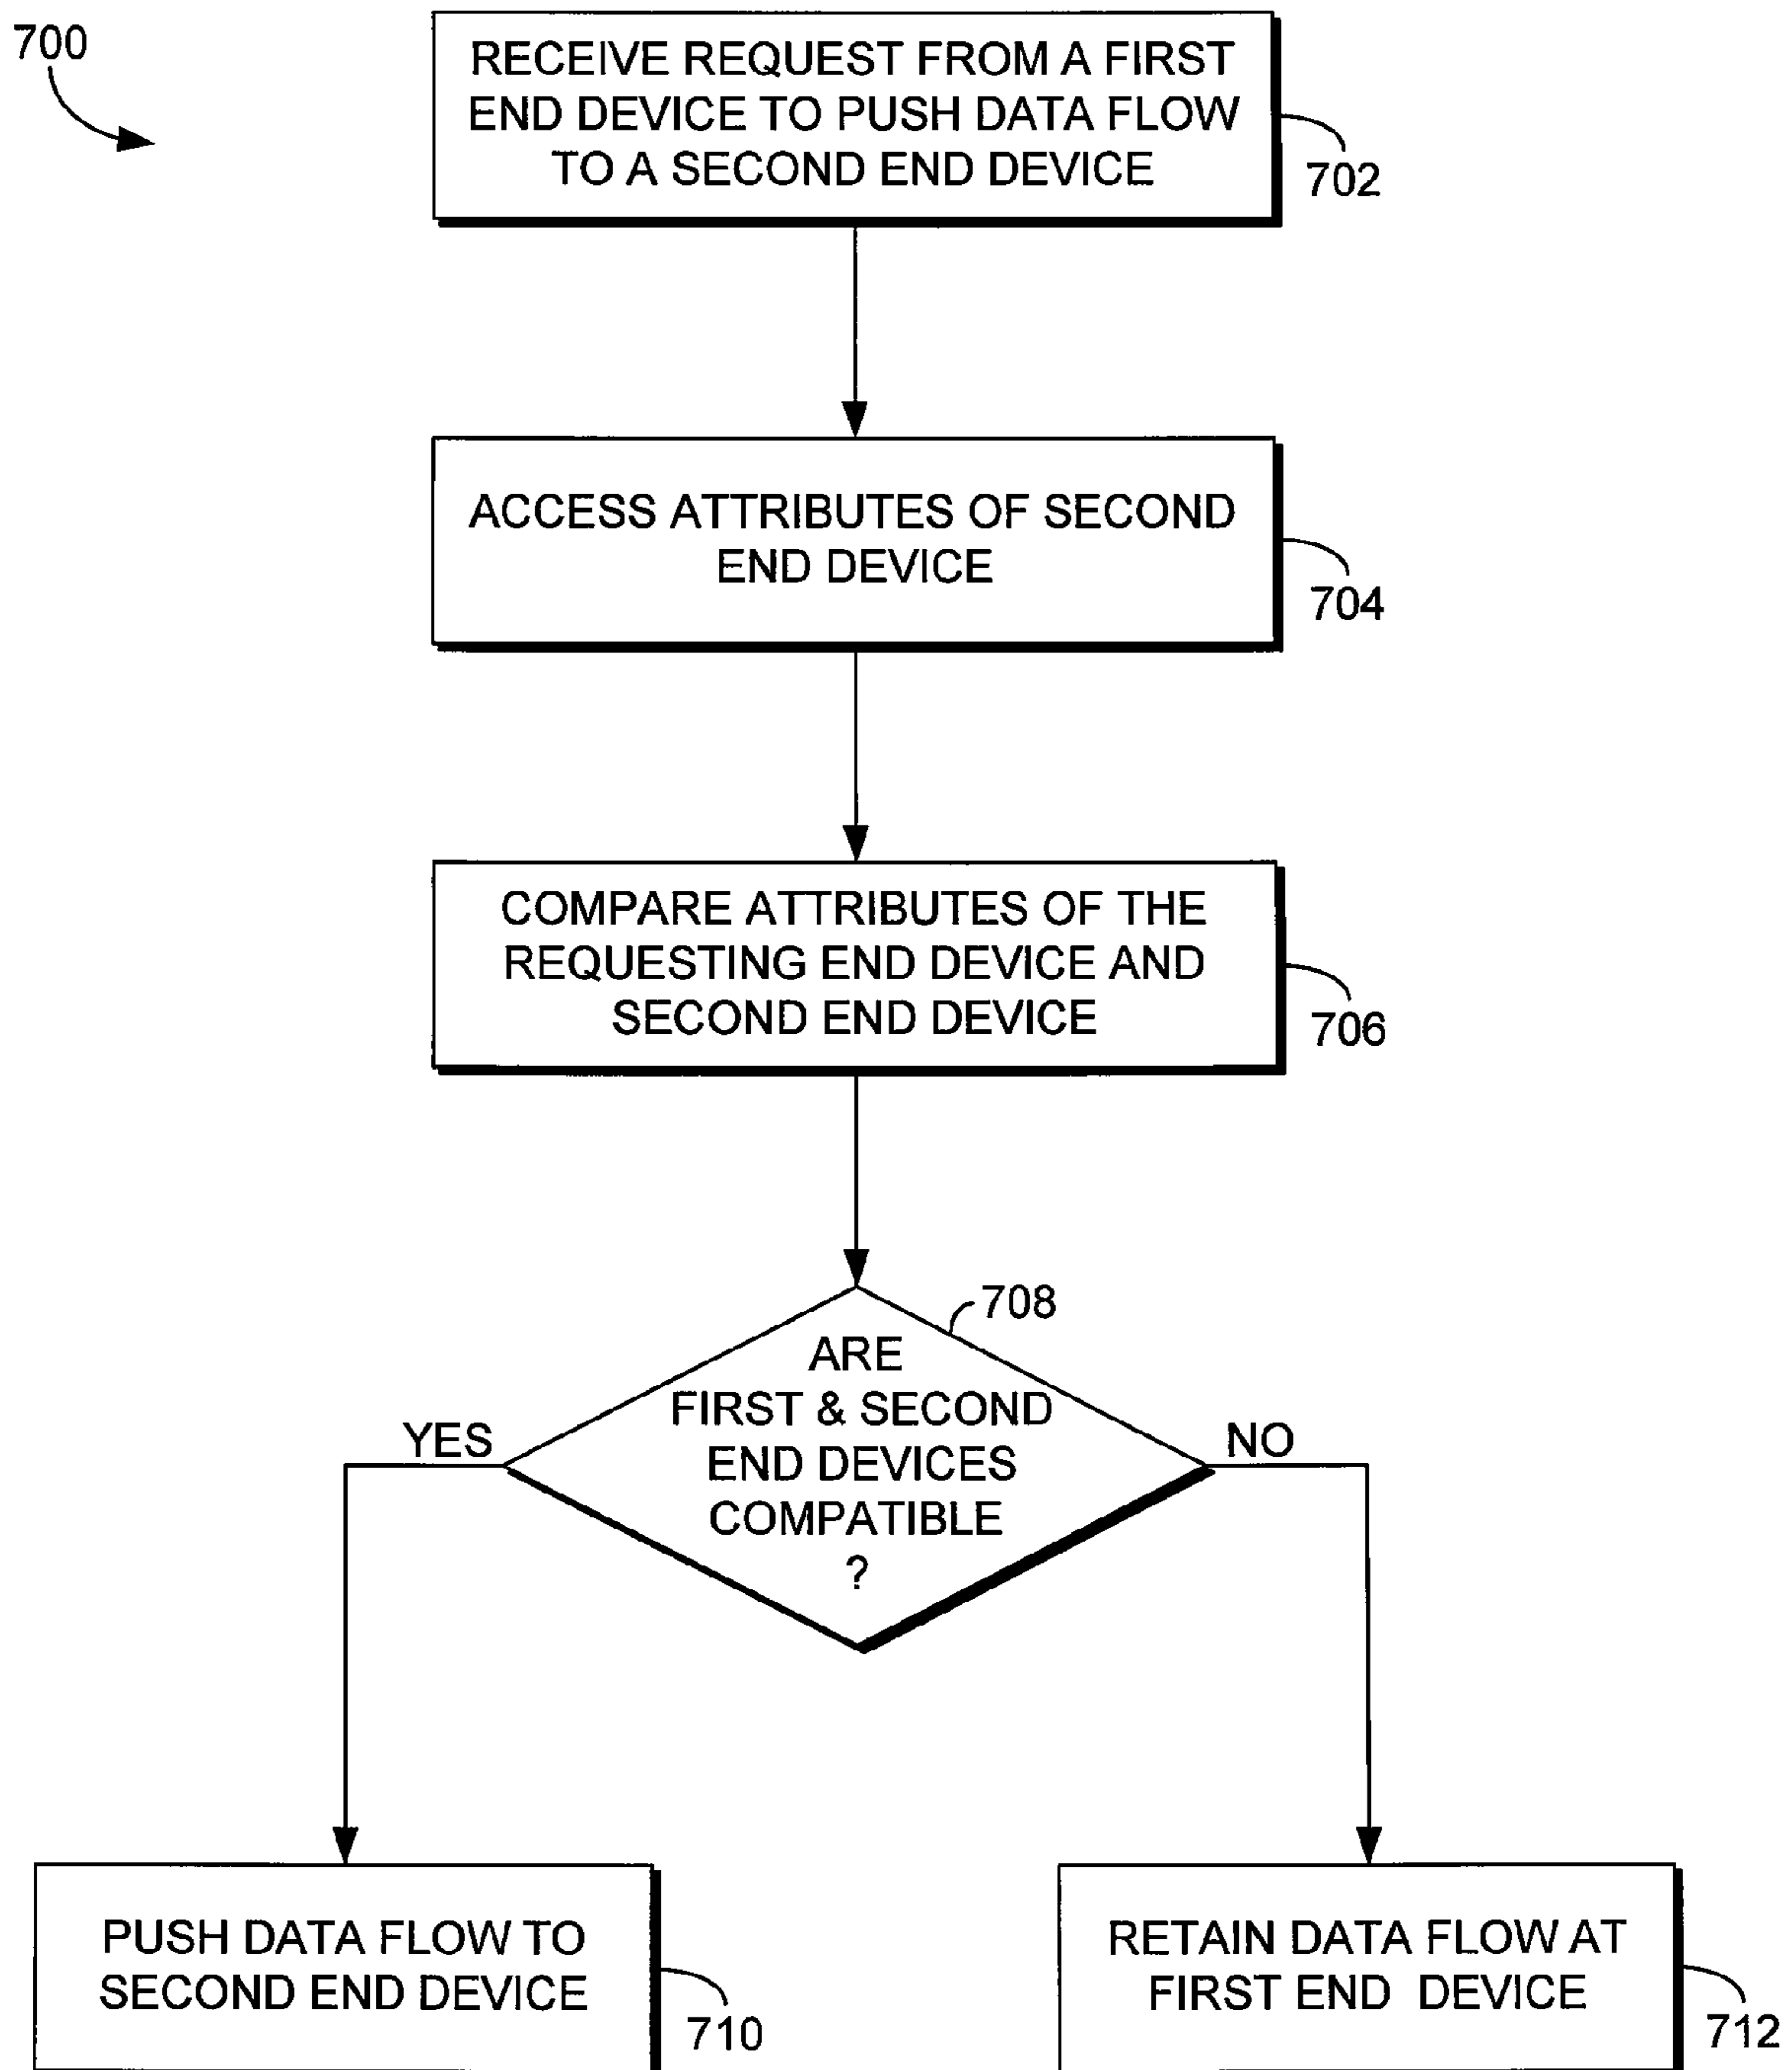 700
RECEIVE REQUEST FROM A FIRST
END DEVICE TO PUSH DATA FLOW
TO A SECOND END DEVICE
702
ACCESS ATTRIBUTES OF SECOND
END DEVICE
704
COMPARE ATTRIBUTES OF THE
REQUESTING END DEVICE AND
SECOND END DEVICE
706
708
ARE
FIRST & SECOND
END DEVICES
COMPATIBLE
?
YES
NO
PUSH DATA FLOW TO
SECOND END DEVICE
710
RETAIN DATA FLOW AT
FIRST END DEVICE
712